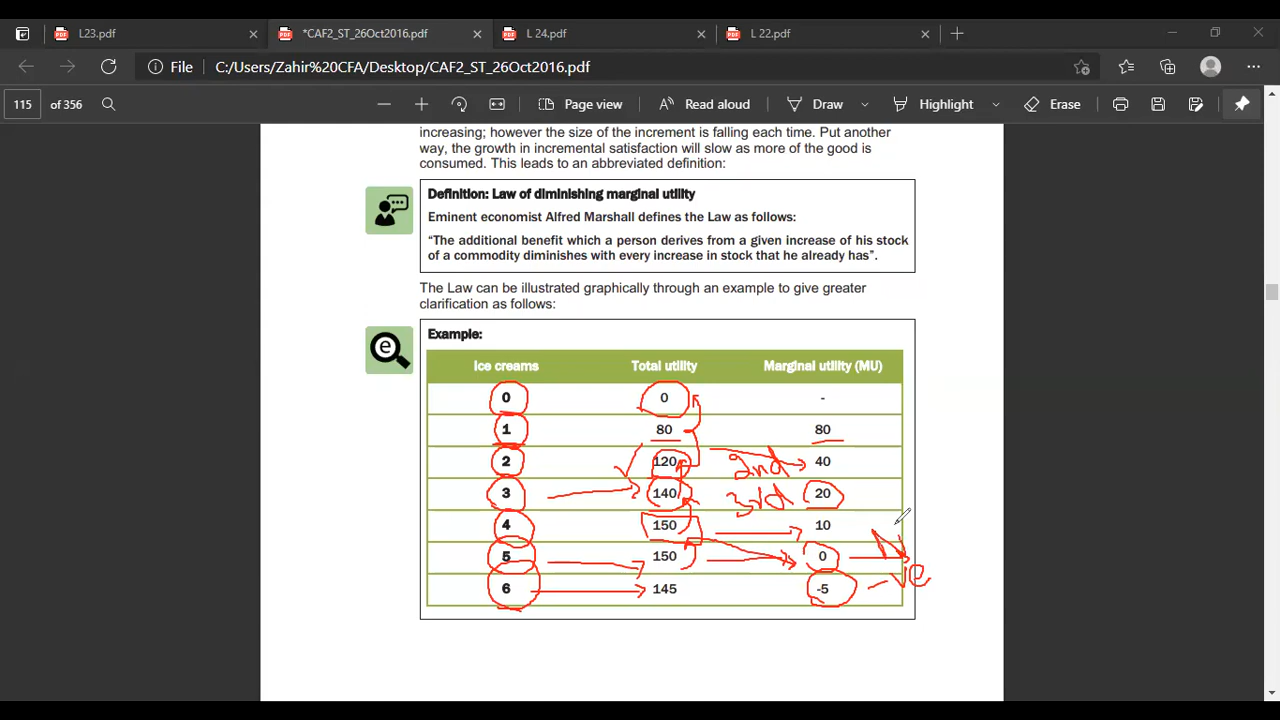 L23.pdf
*CAF2_ST_26Oct2016.pdf
L 24.pdf
L 22.pdf
File C:/Users/Zahir%20CFA/Desktop/CAF2_ST_26Oct2016.pdf
115 of 356 Page view Read aloud Draw Highlight Erase
increasing; however the size of the increment is falling each time. Put another
way, the growth in incremental satisfaction will slow as more of the good is
consumed. This leads to an abbreviated definition:
Definition: Law of diminishing marginal utility
Eminent economist Alfred Marshall defines the Law as follows:
“The additional benefit which a person derives from a given increase of his stock
of a commodity diminishes with every increase in stock that he already has”.
The Law can be illustrated graphically through an example to give greater
clarification as follows:
Example:
Ice creams Total utility Marginal utility (MU)
0 0 -
1 80 80
2 120 2nd 40
3 140 3rd 20
4 150 10
5 150 0
6 145 -5 -ve